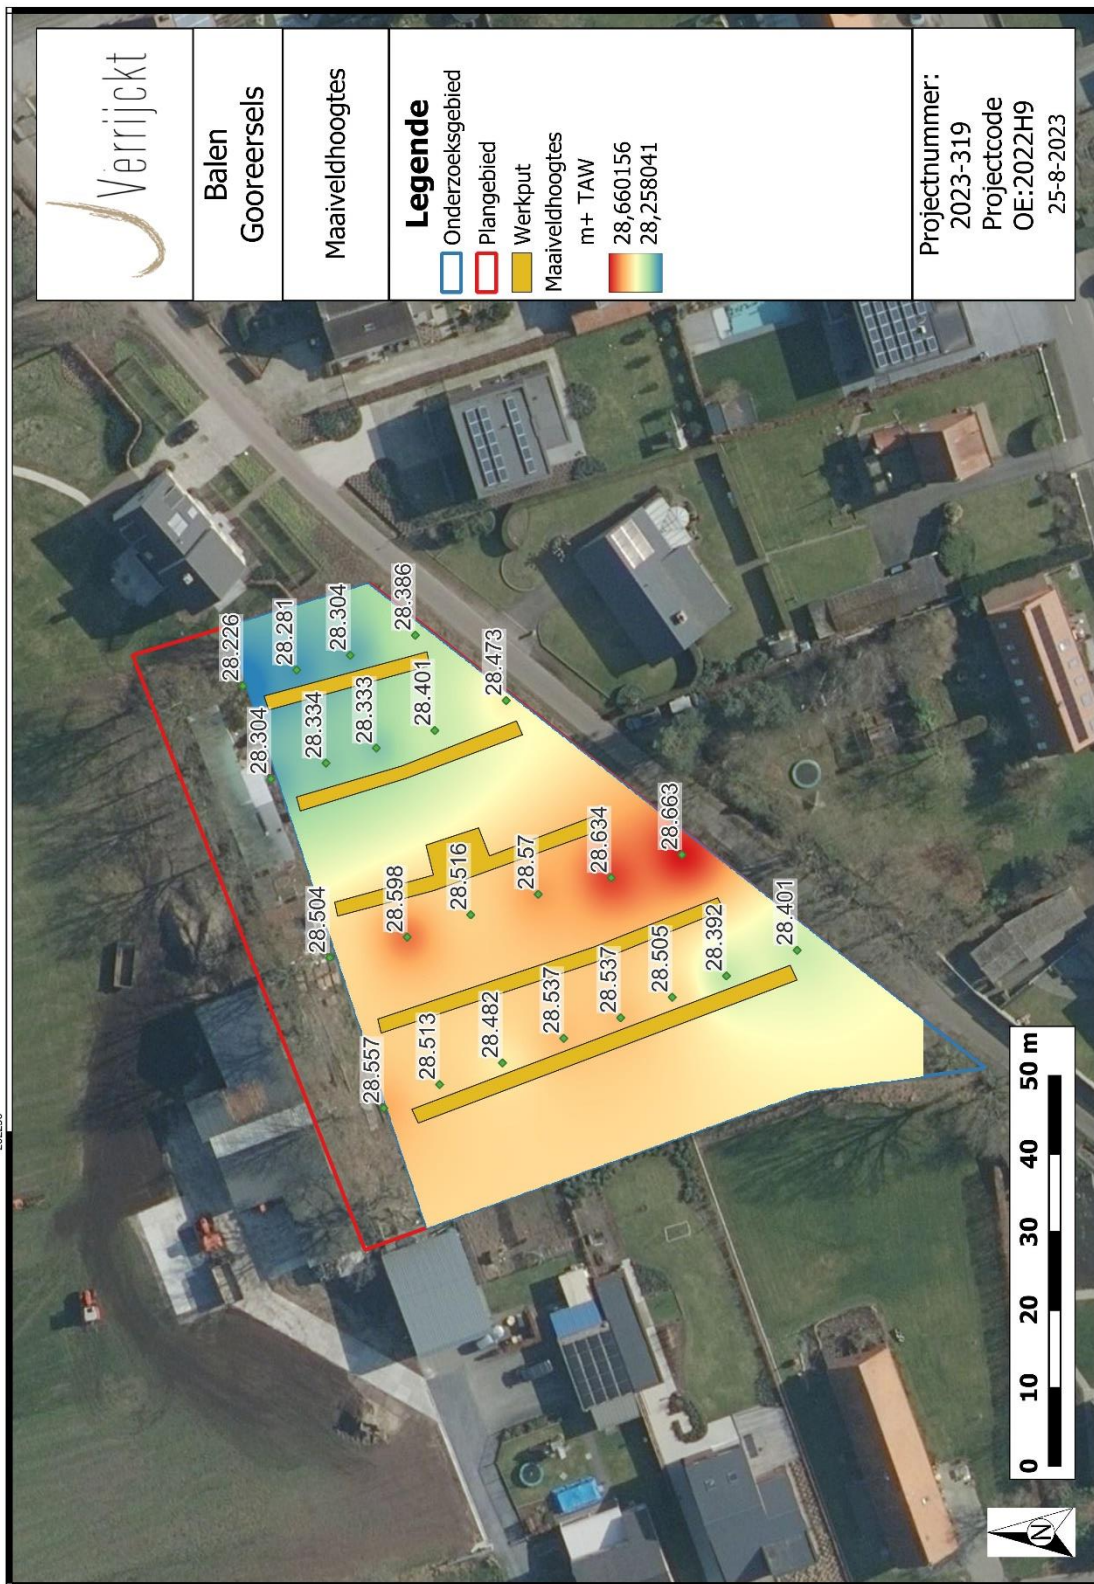 Verrijckt
Balen
Gooreersels
Maaiveldhoogtes
Legende
Onderzoeksgebied
Plangebied
Werkput
Maaiveldhoogtes
m+ TAW
28,660156
28,258041
Projectnummer:
2023-319
Projectcode
OE:2022H9
25-8-2023
28.226
28.281
28.304
28.386
28.304
28.334
28.333
28.401
28.473
28.504
28.598
28.516
28.57
28.634
28.663
28.557
28.513
28.482
28.537
28.537
28.505
28.392
28.401
0 10 20 30 40 50 m
N